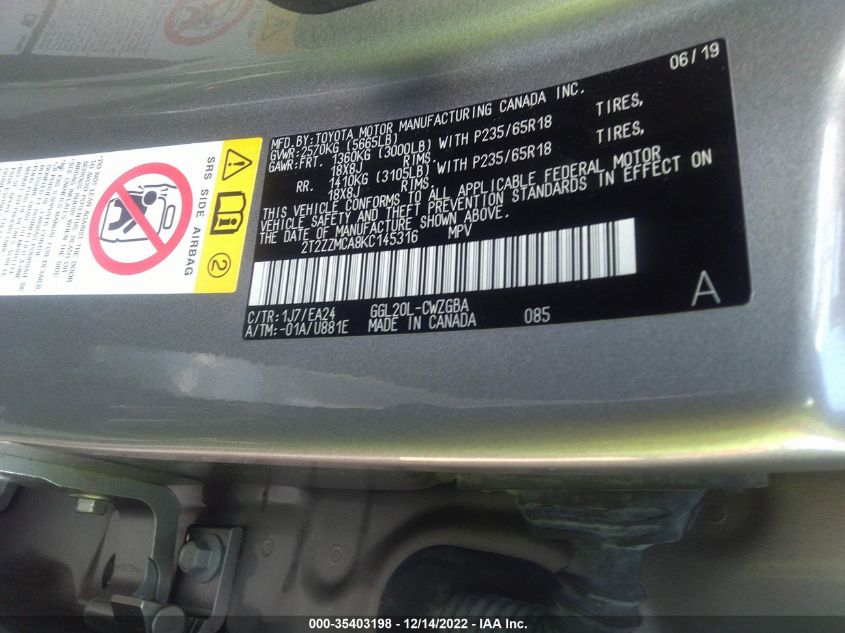 06/19
MFD.BY:TOYOTA MOTOR MANUFACTURING CANADA INC.
GVWR:2570KG (5665LB)
GAWR:FRT. 1360KG (3000LB) WITH P235/65R18 TIRES,
18X8J RIMS.
RR. 1410KG (3105LB) WITH P235/65R18 TIRES,
18X8J RIMS.
THIS VEHICLE CONFORMS TO ALL APPLICABLE FEDERAL MOTOR
VEHICLE SAFETY AND THEFT PREVENTION STANDARDS IN EFFECT ON
THE DATE OF MANUFACTURE SHOWN ABOVE.
2T2ZZMCA8KC145316 MPV
C/TR:1J7/EA24 GGL20L-CWZGBA A
A/TM:-01A/U881E MADE IN CANADA 085
SRS SIDE AIRBAG
2
000-35403198 - 12/14/2022 - IAA Inc.